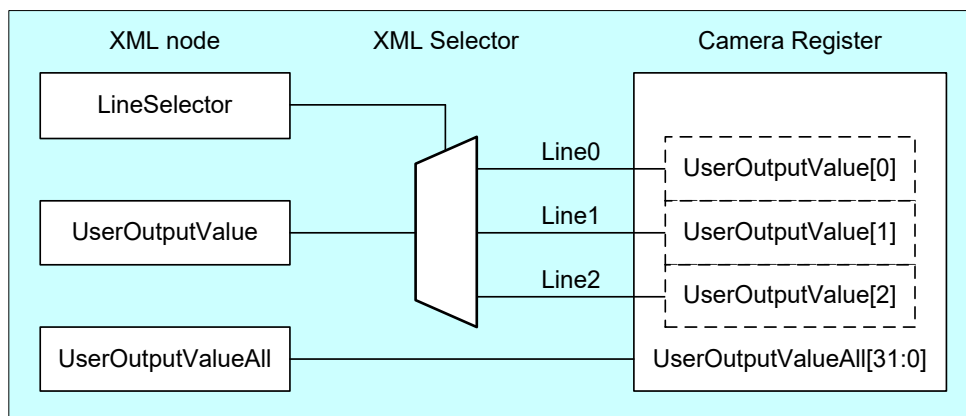 XML node
XML Selector
Camera Register
LineSelector
Line0
UserOutputValue[0]
UserOutputValue
Line1
UserOutputValue[1]
Line2
UserOutputValue[2]
UserOutputValueAll
UserOutputValueAll[31:0]